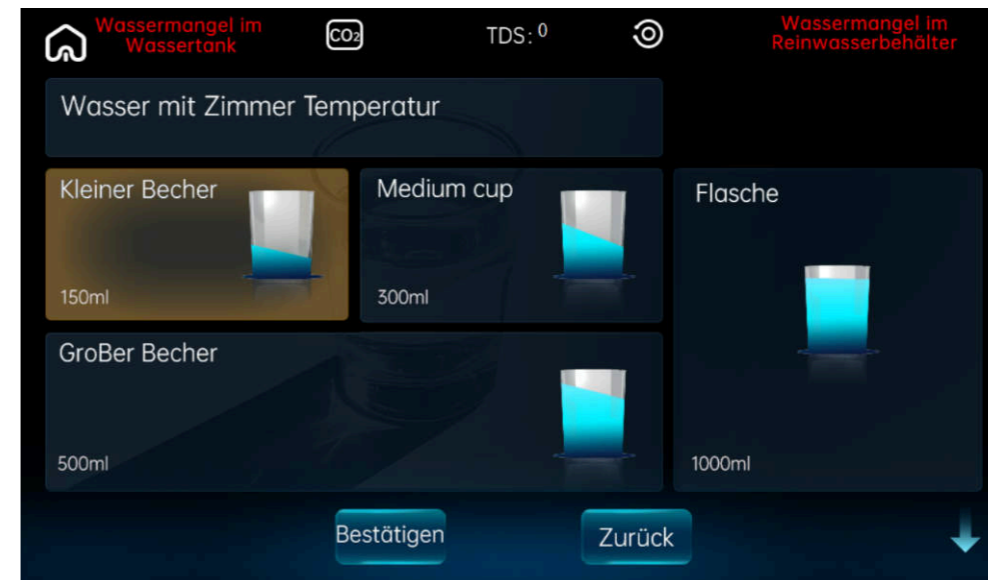 Wassermangel im
Wassertank
CO2
TDS: 0
Wassermangel im
Reinwasserbehälter
Wasser mit Zimmer Temperatur
Kleiner Becher
150ml
Medium cup
300ml
Flasche
1000ml
GroBer Becher
500ml
Bestätigen
Zurück